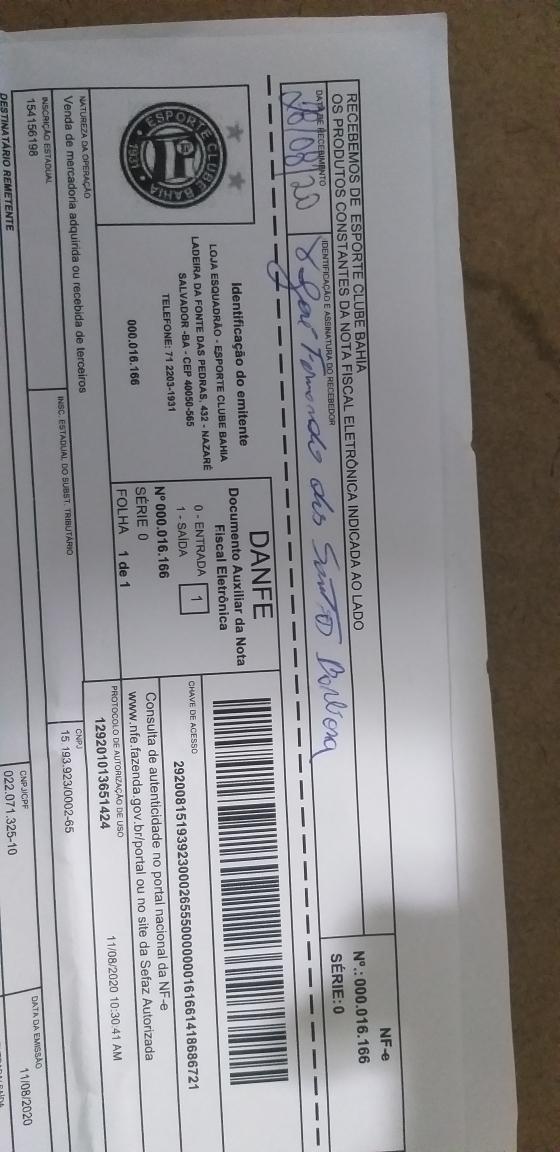 RECEBEMOS DE ESPORTE CLUBE BAHIA
OS PRODUTOS CONSTANTES DA NOTA FISCAL ELETRÔNICA INDICADA AO LADO
NF-e
Nº.:000.016.166
SÉRIE:0
DATA DE RECEBIMENTO
28/08/20
IDENTIFICAÇÃO E ASSINATURA DO RECEBEDOR
Fernando dos Santos Barbosa
ESPORTE CLUBE BAHIA
1931
Identificação do emitente
LOJA ESQUADRÃO - ESPORTE CLUBE BAHIA
LADEIRA DA FONTE DAS PEDRAS, 432 - NAZARÉ
SALVADOR -BA - CEP 40050-565
TELEFONE: 71 2203-1931
000.016.166
DANFE
Documento Auxiliar da Nota
Fiscal Eletrônica
0 - ENTRADA
1 - SAÍDA
1
Nº 000.016.166
SÉRIE 0
FOLHA 1 de 1
CHAVE DE ACESSO
29200815193923000265550000000161661418686721
Consulta de autenticidade no portal nacional da NF-e
www.nfe.fazenda.gov.br/portal ou no site da Sefaz Autorizada
NATUREZA DA OPERAÇÃO
Venda de mercadoria adquirida ou recebida de terceiros
PROTOCOLO DE AUTORIZAÇÃO DE USO
129201013651424
11/08/2020 10:30:41 AM
INSCRIÇÃO ESTADUAL
154156198
INSC. ESTADUAL DO SUBST. TRIBUTÁRIO
CNPJ
15.193.923/0002-65
DESTINATÁRIO REMETENTE
CNPJ/CPF
022.071.325-10
DATA DA EMISSÃO
11/08/2020